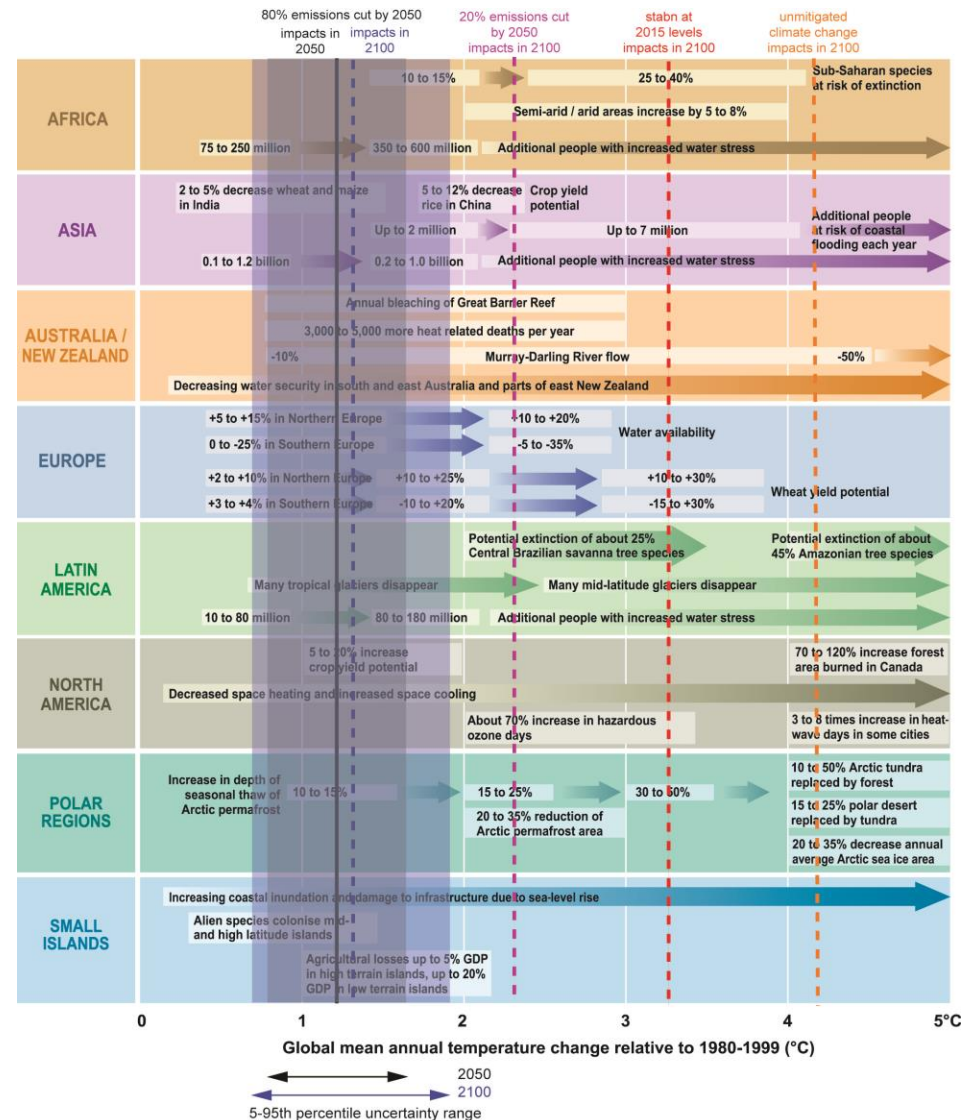 80% emissions cut by 2050
impacts in
2050
impacts in
2100
20% emissions cut
by 2050
impacts in 2100
stabn at
2015 levels
impacts in 2100
unmitigated
climate change
impacts in 2100
AFRICA
10 to 15%
25 to 40%
Sub-Saharan species
at risk of extinction
Semi-arid / arid areas increase by 5 to 8%
75 to 250 million
350 to 600 million
Additional people with increased water stress
ASIA
2 to 5% decrease wheat and maize
in India
5 to 12% decrease
rice in China
Crop yield
potential
Up to 2 million
Up to 7 million
Additional people
at risk of coastal
flooding each year
0.1 to 1.2 billion
0.2 to 1.0 billion
Additional people with increased water stress
AUSTRALIA /
NEW ZEALAND
Annual bleaching of Great Barrier Reef
3,000 to 5,000 more heat related deaths per year
-10%
Murray-Darling River flow
-50%
Decreasing water security in south and east Australia and parts of east New Zealand
EUROPE
+5 to +15% in Northern Europe
+10 to +20%
0 to -25% in Southern Europe
-5 to -35%
Water availability
+2 to +10% in Northern Europe
+10 to +25%
+10 to +30%
+3 to +4% in Southern Europe
-10 to +20%
-15 to +30%
Wheat yield potential
LATIN
AMERICA
Potential extinction of about 25%
Central Brazilian savanna tree species
Potential extinction of about
45% Amazonian tree species
Many tropical glaciers disappear
Many mid-latitude glaciers disappear
10 to 80 million
80 to 180 million
Additional people with increased water stress
NORTH
AMERICA
5 to 20% increase
crop yield potential
70 to 120% increase forest
area burned in Canada
Decreased space heating and increased space cooling
About 70% increase in hazardous
ozone days
3 to 8 times increase in heat-
wave days in some cities
POLAR
REGIONS
Increase in depth of
seasonal thaw of
Arctic permafrost
10 to 15%
15 to 25%
30 to 50%
20 to 35% reduction of
Arctic permafrost area
10 to 50% Arctic tundra
replaced by forest
15 to 25% polar desert
replaced by tundra
20 to 35% decrease annual
average Arctic sea ice area
SMALL
ISLANDS
Increasing coastal inundation and damage to infrastructure due to sea-level rise
Alien species colonise mid-
and high latitude islands
Agricultural losses up to 5% GDP
in high terrain islands, up to 20%
GDP in low terrain islands
0
1
2
3
4
5°C
Global mean annual temperature change relative to 1980-1999 (°C)
2050
2100
5-95th percentile uncertainty range